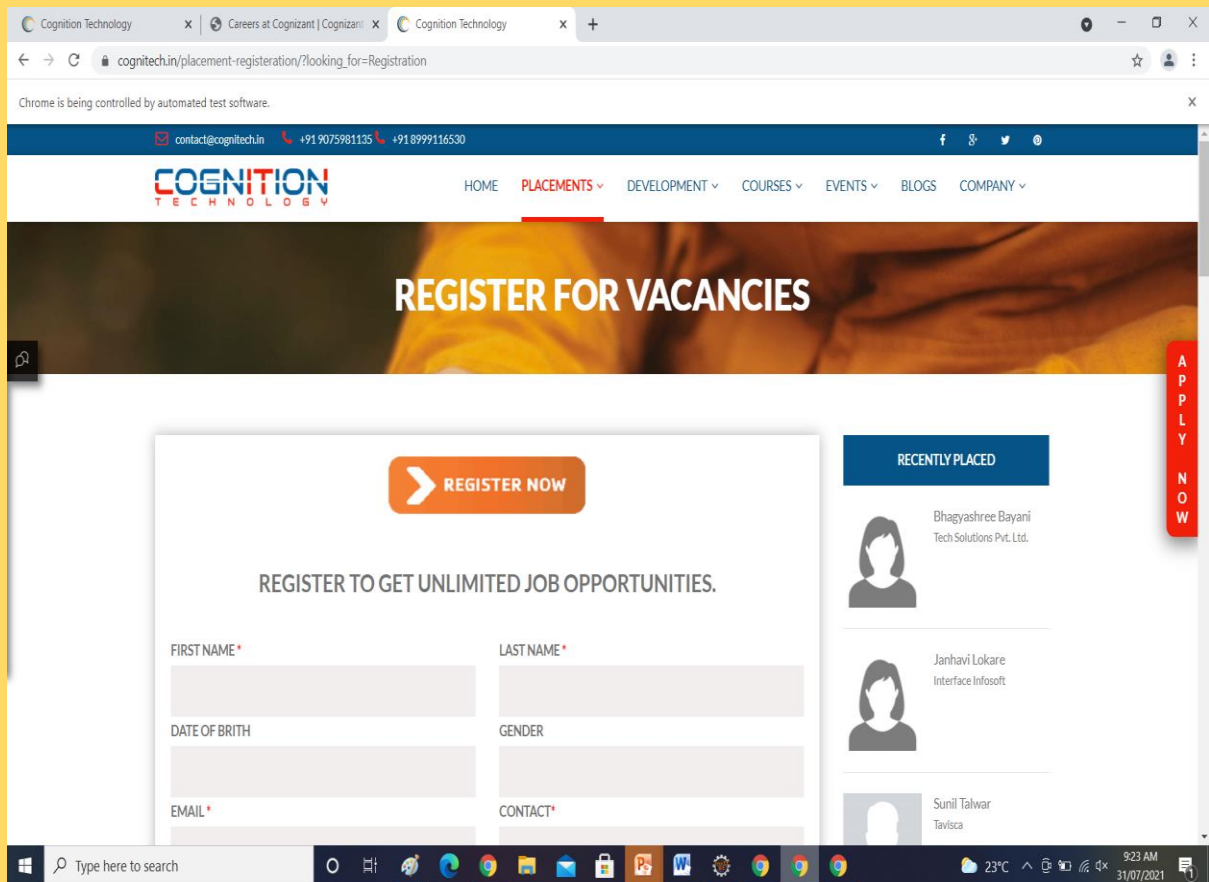 Cognition Technology x Careers at Cognizant | Cognizant x Cognition Technology x +
cognitech.in/placement-registeration/?looking_for=Registration
Chrome is being controlled by automated test software. x
contact@cognitech.in +91 9075981135 +91 8999116530
COGNITION
TECHNOLOGY
HOME PLACEMENTS DEVELOPMENT COURSES EVENTS BLOGS COMPANY
REGISTER FOR VACANCIES
APPLY NOW
REGISTER NOW
RECENTLY PLACED
Bhagyashree Bayani
Tech Solutions Pvt. Ltd.
REGISTER TO GET UNLIMITED JOB OPPORTUNITIES.
FIRST NAME * LAST NAME *
Janhavi Lokare
Interface Infosoft
DATE OF BRITH GENDER
EMAIL * CONTACT*
Sunil Talwar
Tavisca
Type here to search
23°C
9:23 AM
31/07/2021